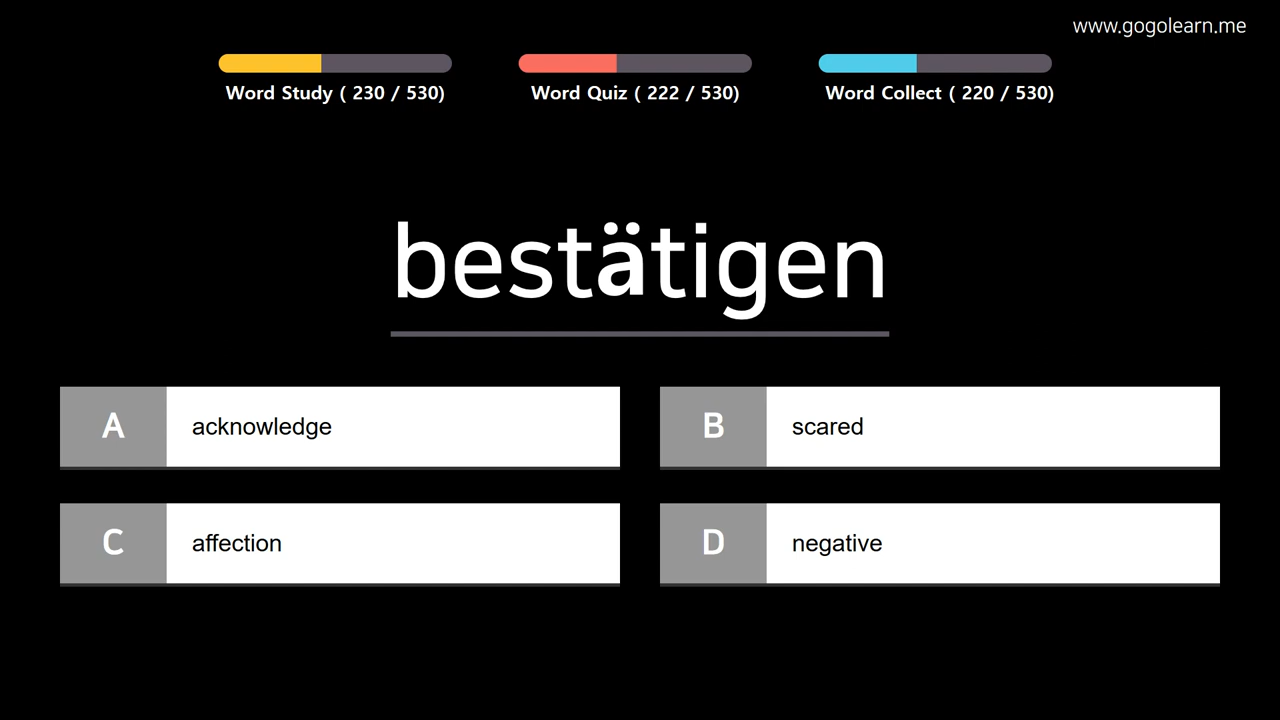 www.gogolearn.me
Word Study ( 230 / 530)
Word Quiz ( 222 / 530)
Word Collect ( 220 / 530)
bestätigen
A acknowledge
B scared
C affection
D negative